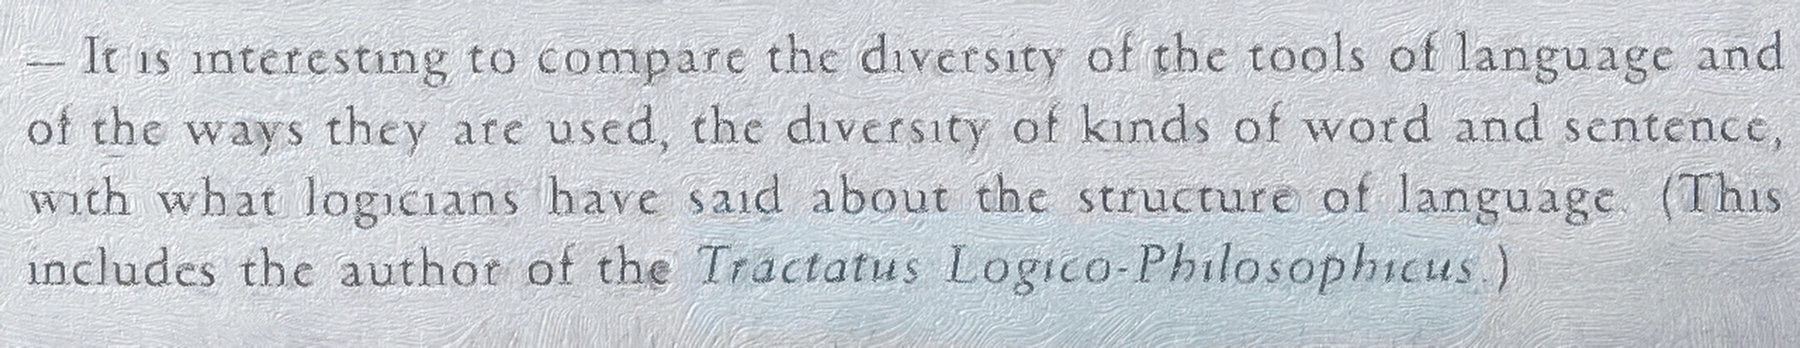 — It is interesting to compare the diversity of the tools of language and
of the ways they are used, the diversity of kinds of word and sentence,
with what logicians have said about the structure of language. (This
includes the author of the Tractatus Logico-Philosophicus.)